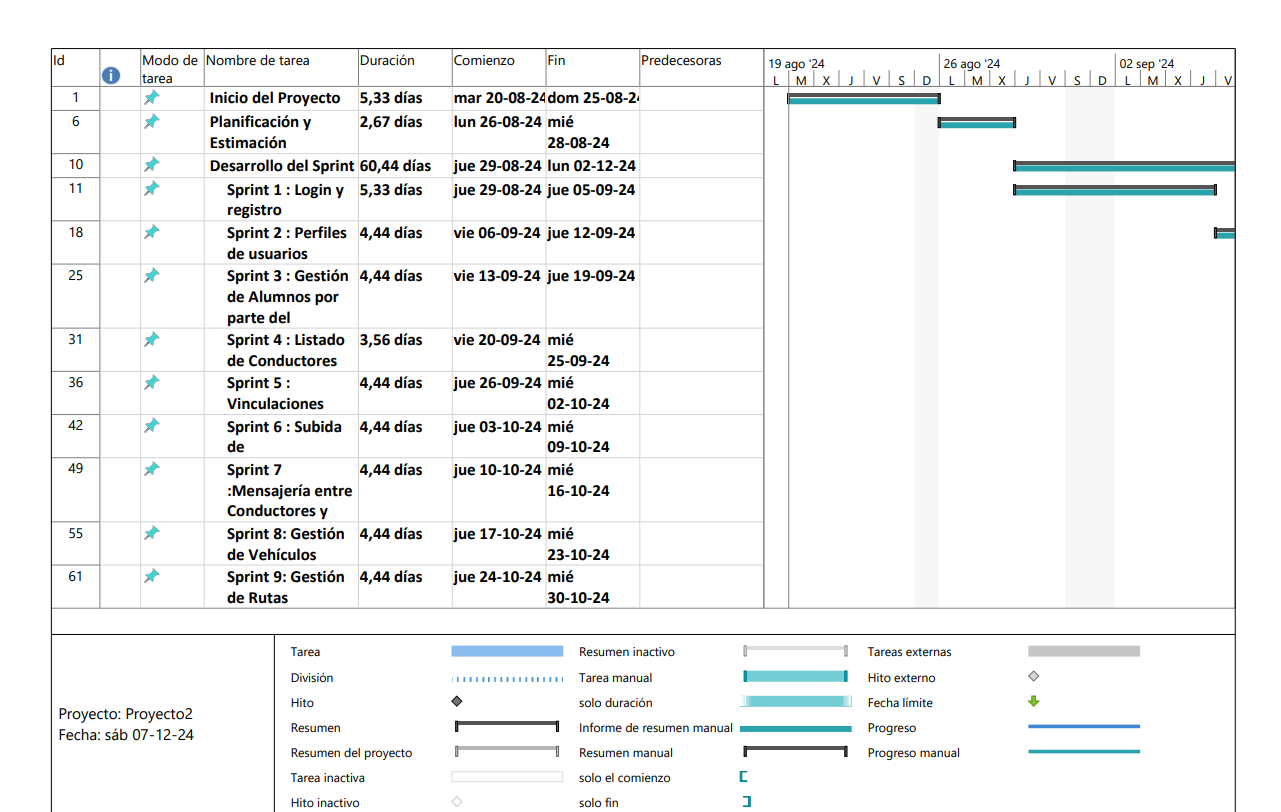 Id Modo de tarea Nombre de tarea Duración Comienzo Fin Predecesoras 19 ago '24 26 ago '24 02 sep '24
L M X J V S D L M X J V S D L M X J V
1 Inicio del Proyecto 5,33 días mar 20-08-24 dom 25-08-24
6 Planificación y 2,67 días lun 26-08-24 mié
Estimación 28-08-24
10 Desarrollo del Sprint 60,44 días jue 29-08-24 lun 02-12-24
11 Sprint 1 : Login y 5,33 días jue 29-08-24 jue 05-09-24
registro
18 Sprint 2 : Perfiles 4,44 días vie 06-09-24 jue 12-09-24
de usuarios
25 Sprint 3 : Gestión 4,44 días vie 13-09-24 jue 19-09-24
de Alumnos por
parte del
31 Sprint 4 : Listado 3,56 días vie 20-09-24 mié
de Conductores 25-09-24
36 Sprint 5 : 4,44 días jue 26-09-24 mié
Vinculaciones 02-10-24
42 Sprint 6 : Subida 4,44 días jue 03-10-24 mié
de 09-10-24
49 Sprint 7 4,44 días jue 10-10-24 mié
:Mensajería entre 16-10-24
Conductores y
55 Sprint 8: Gestión 4,44 días jue 17-10-24 mié
de Vehículos 23-10-24
61 Sprint 9: Gestión 4,44 días jue 24-10-24 mié
de Rutas 30-10-24
Proyecto: Proyecto2
Fecha: sáb 07-12-24
Tarea
División
Hito
Resumen
Resumen del proyecto
Tarea inactiva
Hito inactivo
Resumen inactivo
Tarea manual
solo duración
Informe de resumen manual
Resumen manual
solo el comienzo
solo fin
Tareas externas
Hito externo
Fecha límite
Progreso
Progreso manual